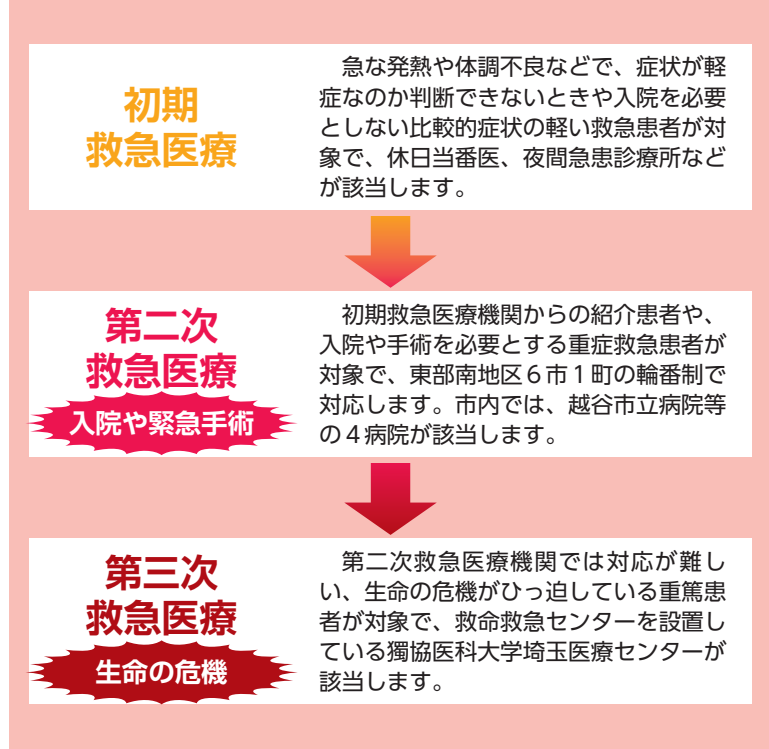 初期
救急医療
　急な発熱や体調不良などで、症状が軽
症なのか判断できないときや入院を必要
としない比較的症状の軽い救急患者が対
象で、休日当番医、夜間急患診療所など
が該当します。
第二次
救急医療
入院や緊急手術
　初期救急医療機関からの紹介患者や、
入院や手術を必要とする重症救急患者が
対象で、東部南地区６市１町の輪番制で
対応します。市内では、越谷市立病院等
の４病院が該当します。
第三次
救急医療
生命の危機
　第二次救急医療機関では対応が難し
い、生命の危機がひっ迫している重篤患
者が対象で、救命救急センターを設置し
ている獨協医科大学埼玉医療センターが
該当します。